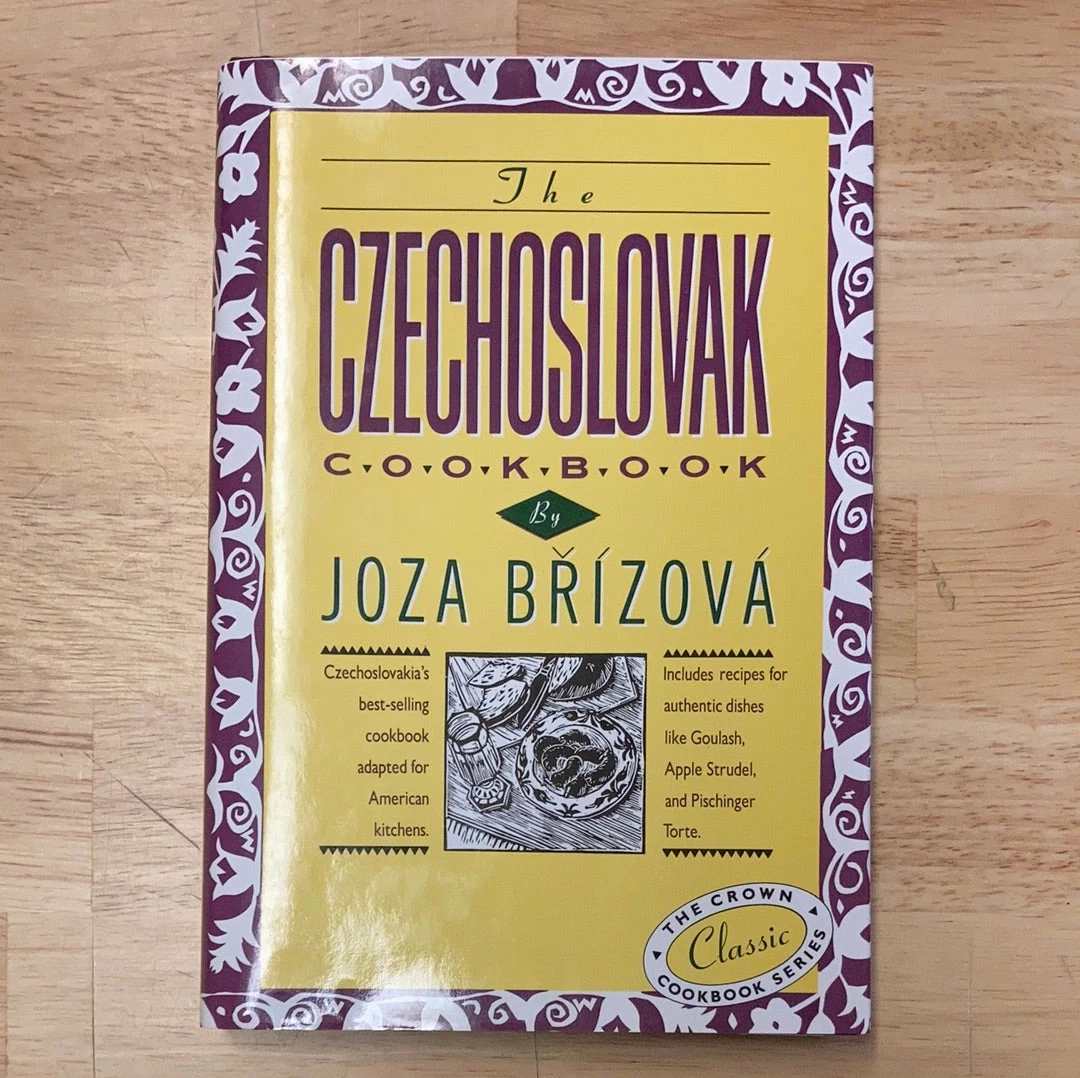 The
CZECHOSLOVAK
C▼O▼O▼K▼B▼O▼O▼K
By
JOZA BŘÍZOVÁ
Czechoslovakia's
best-selling
cookbook
adapted for
American
kitchens.
Includes recipes for
authentic dishes
like Goulash,
Apple Strudel,
and Pischinger
Torte.
THE CROWN
Classic
COOKBOOK SERIES